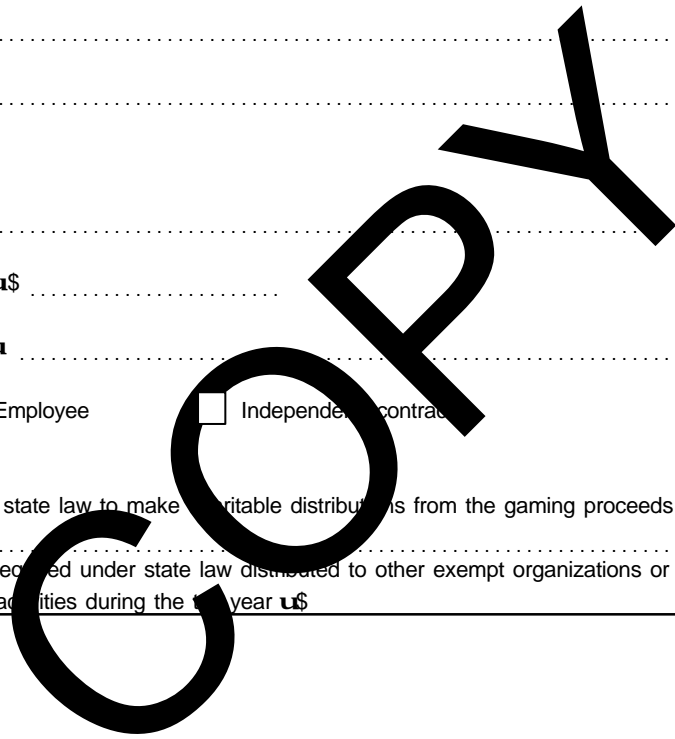 u$
u
Employee Independent contractor
state law to make charitable distributions from the gaming proceeds
required under state law distributed to other exempt organizations or
activities during the tax year u$
COPY